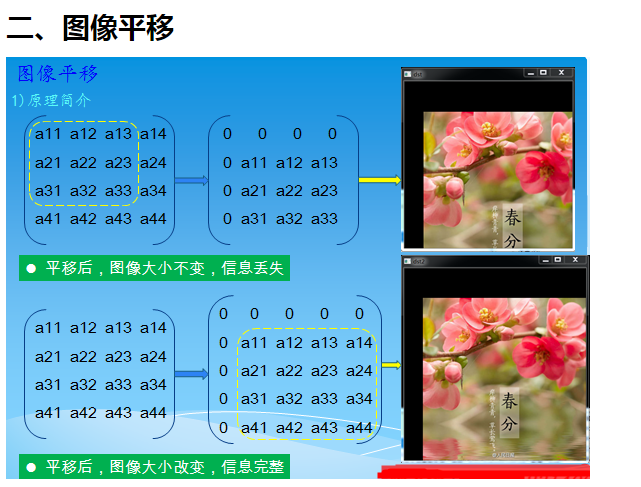 二、图像平移
图像平移
1)原理简介
a11 a12 a13 a14
a21 a22 a23 a24
a31 a32 a33 a34
a41 a42 a43 a44
0 0 0 0
0 a11 a12 a13
0 a21 a22 a23
0 a31 a32 a33
春
分
● 平移后，图像大小不变，信息丢失
a11 a12 a13 a14
a21 a22 a23 a24
a31 a32 a33 a34
a41 a42 a43 a44
0 0 0 0 0
0 a11 a12 a13 a14
0 a21 a22 a23 a24
0 a31 a32 a33 a34
0 a41 a42 a43 a44
春
分
● 平移后，图像大小改变，信息完整